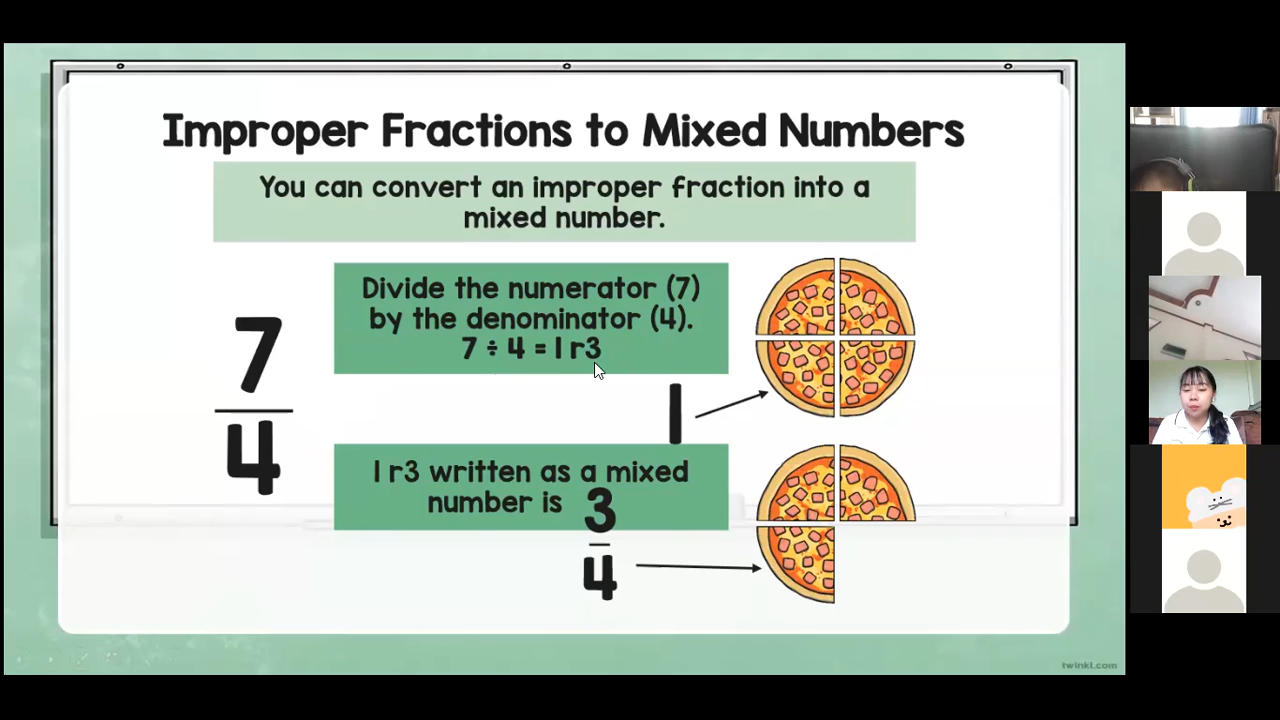 Improper Fractions to Mixed Numbers
You can convert an improper fraction into a
mixed number.
7
4
Divide the numerator (7)
by the denominator (4).
7 ÷ 4 = 1 r3
1
1 r3 written as a mixed
number is
3
4
twinkl.com